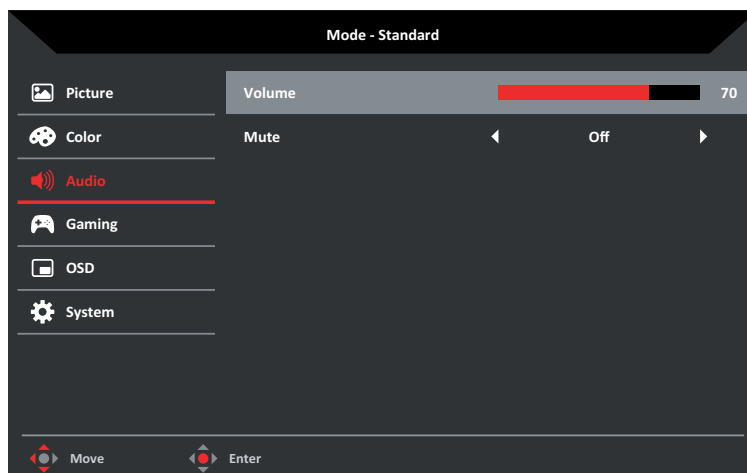 Mode - Standard
Picture
Volume 70
Color
Mute Off
Audio
Gaming
OSD
System
Move Enter